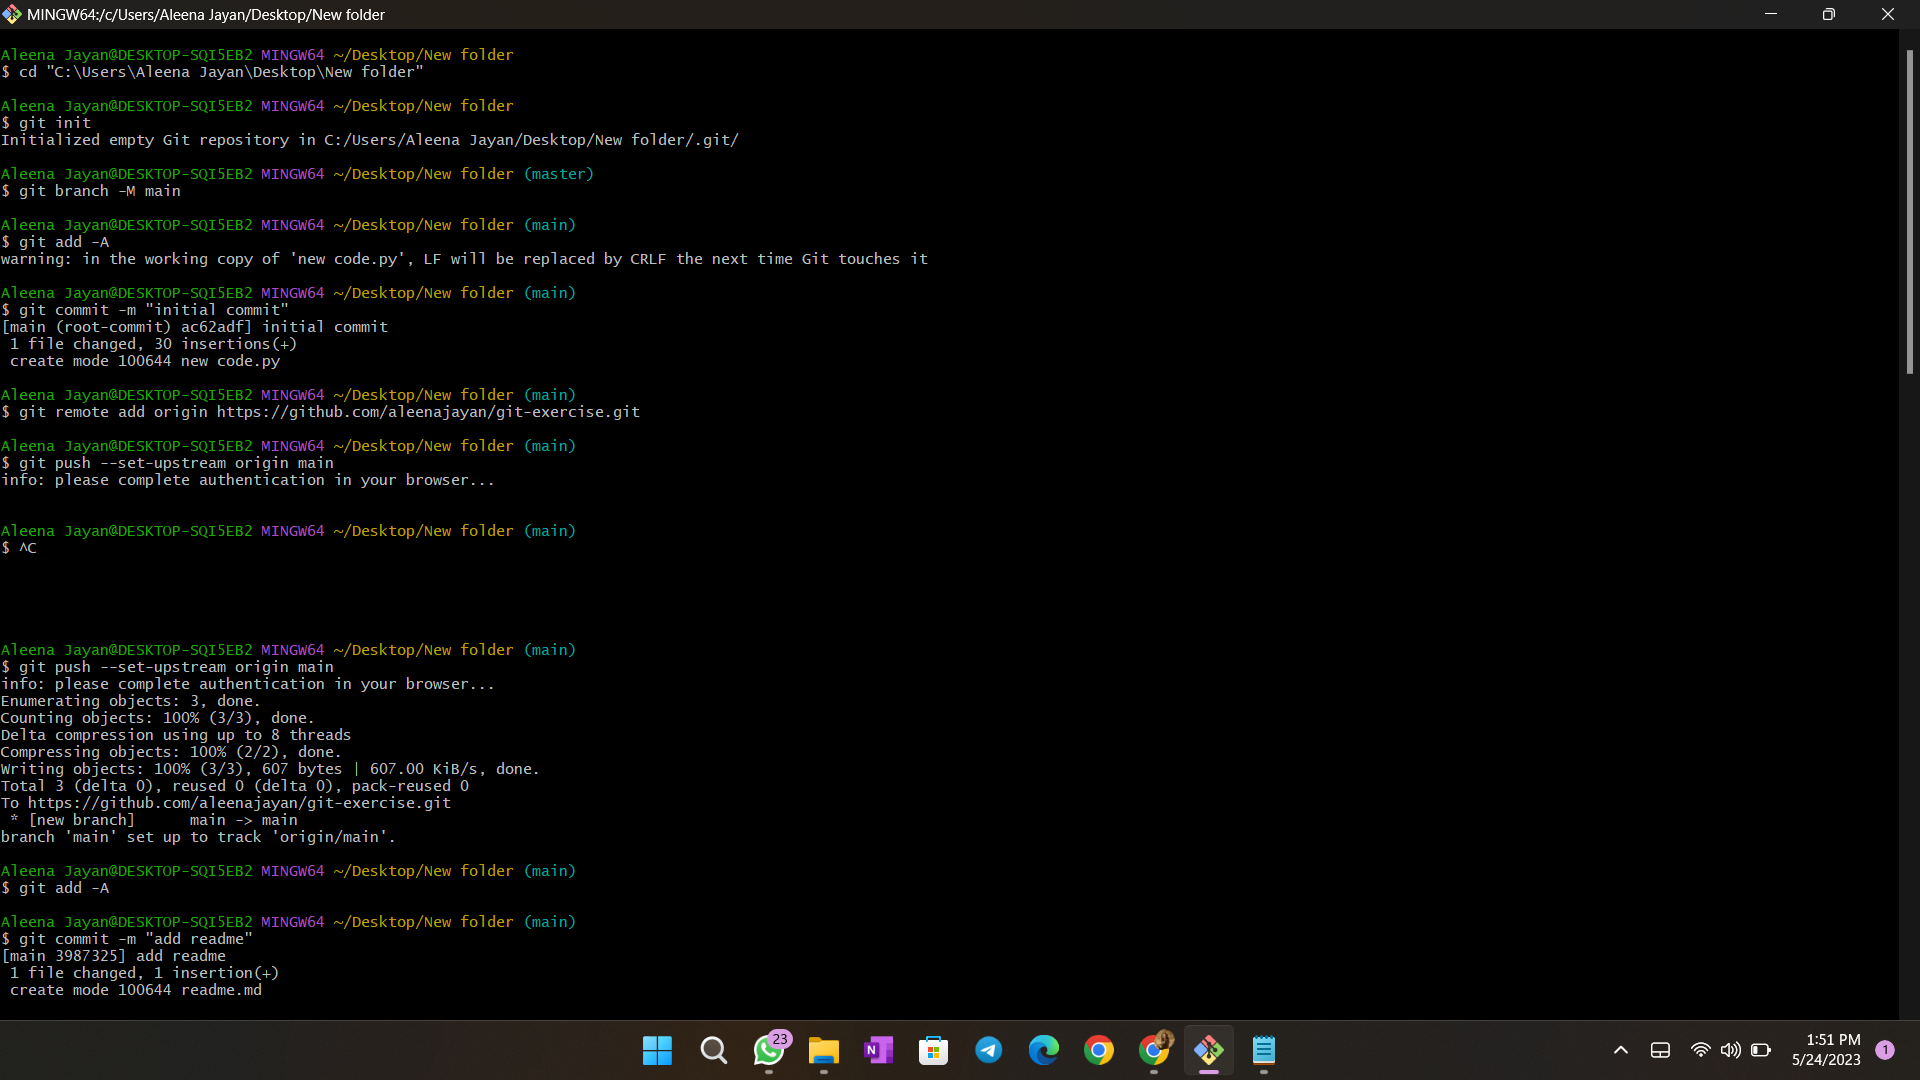 MINGW64:/c/Users/Aleena Jayan/Desktop/New folder
Aleena Jayan@DESKTOP-SQI5EB2 MINGW64 ~/Desktop/New folder
$ cd "C:\Users\Aleena Jayan\Desktop\New folder"
Aleena Jayan@DESKTOP-SQI5EB2 MINGW64 ~/Desktop/New folder
$ git init
Initialized empty Git repository in C:/Users/Aleena Jayan/Desktop/New folder/.git/
Aleena Jayan@DESKTOP-SQI5EB2 MINGW64 ~/Desktop/New folder (master)
$ git branch -M main
Aleena Jayan@DESKTOP-SQI5EB2 MINGW64 ~/Desktop/New folder (main)
$ git add -A
warning: in the working copy of 'new code.py', LF will be replaced by CRLF the next time Git touches it
Aleena Jayan@DESKTOP-SQI5EB2 MINGW64 ~/Desktop/New folder (main)
$ git commit -m "initial commit"
[main (root-commit) ac62adf] initial commit
1 file changed, 30 insertions(+)
create mode 100644 new code.py
Aleena Jayan@DESKTOP-SQI5EB2 MINGW64 ~/Desktop/New folder (main)
$ git remote add origin https://github.com/aleenajayan/git-exercise.git
Aleena Jayan@DESKTOP-SQI5EB2 MINGW64 ~/Desktop/New folder (main)
$ git push --set-upstream origin main
info: please complete authentication in your browser...
Aleena Jayan@DESKTOP-SQI5EB2 MINGW64 ~/Desktop/New folder (main)
$ ^C
Aleena Jayan@DESKTOP-SQI5EB2 MINGW64 ~/Desktop/New folder (main)
$ git push --set-upstream origin main
info: please complete authentication in your browser...
Enumerating objects: 3, done.
Counting objects: 100% (3/3), done.
Delta compression using up to 8 threads
Compressing objects: 100% (2/2), done.
Writing objects: 100% (3/3), 607 bytes | 607.00 KiB/s, done.
Total 3 (delta 0), reused 0 (delta 0), pack-reused 0
To https://github.com/aleenajayan/git-exercise.git
* [new branch]      main -> main
branch 'main' set up to track 'origin/main'.
Aleena Jayan@DESKTOP-SQI5EB2 MINGW64 ~/Desktop/New folder (main)
$ git add -A
Aleena Jayan@DESKTOP-SQI5EB2 MINGW64 ~/Desktop/New folder (main)
$ git commit -m "add readme"
[main 3987325] add readme
1 file changed, 1 insertion(+)
create mode 100644 readme.md
23
N
1:51 PM
5/24/2023
1